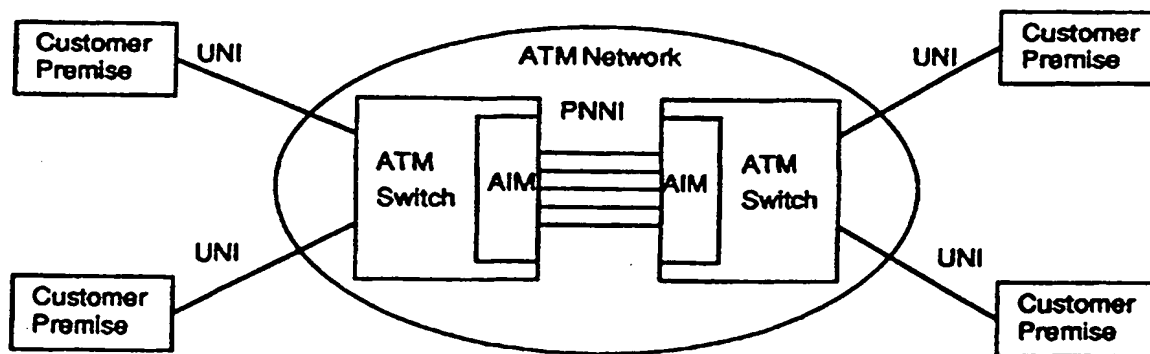 Customer
Premise
UNI
ATM Network
UNI
Customer
Premise
PNNI
ATM
Switch
AIM
AIM
ATM
Switch
UNI
UNI
Customer
Premise
Customer
Premise